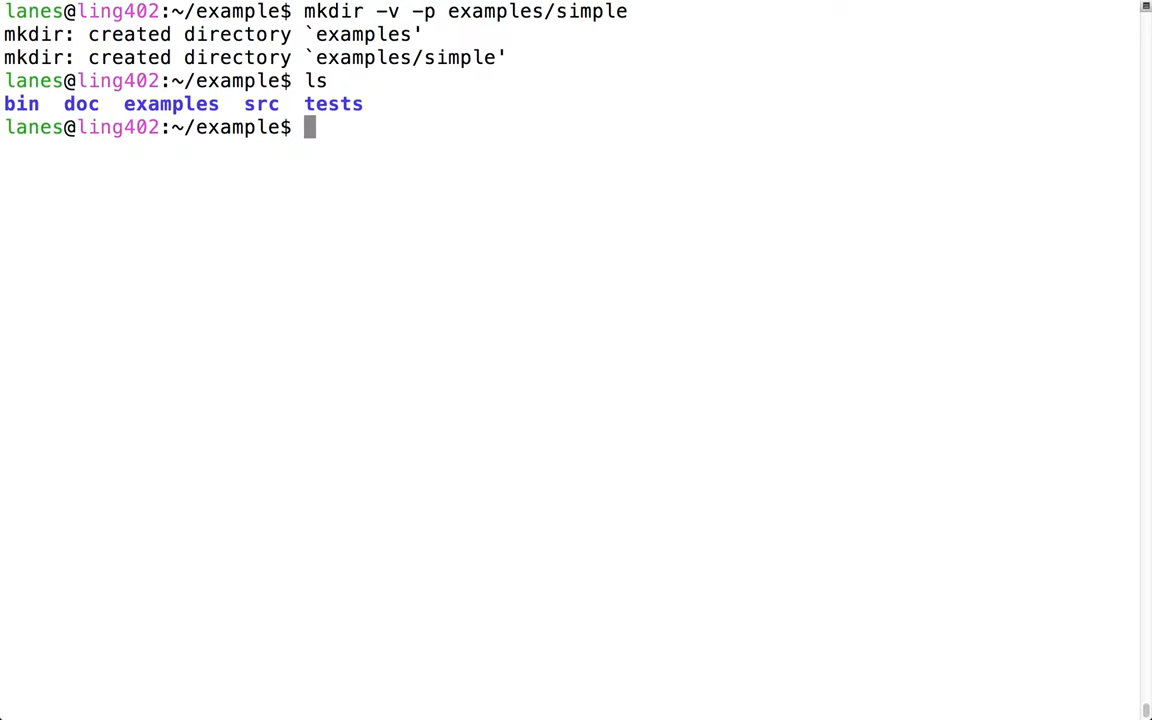 lanes@ling402:~/example$ mkdir -v -p examples/simple
mkdir: created directory `examples'
mkdir: created directory `examples/simple'
lanes@ling402:~/example$ ls
bin  doc  examples  src  tests
lanes@ling402:~/example$